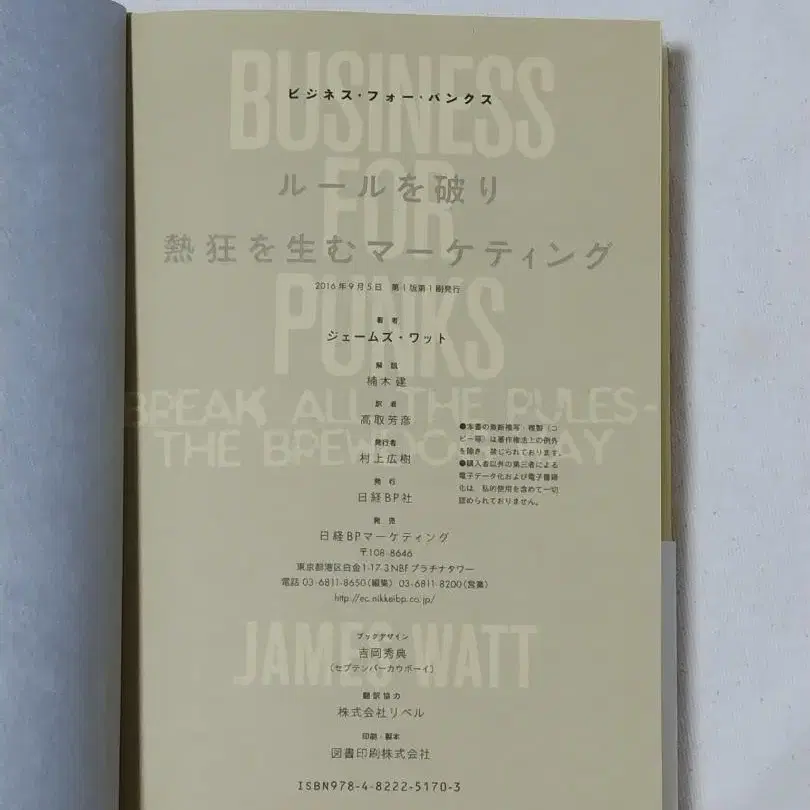 BUSINESS
FOR
PUNKS
BREAK ALL THE RULES-
THE BREWDOG WAY
JAMES WATT
ビジネス・フォー・パンクス
ルールを破り
熱狂を生むマーケティング
2016年9月5日 第1版第1刷発行
著者
ジェームズ・ワット
解説
楠木建
訳者
高取芳彦
発行者
村上広樹
発行
日経BP社
発売
日経BPマーケティング
〒108-8646
東京都港区白金1-17-3 NBFプラチナタワー
電話 03-6811-8650(編集) 03-6811-8200(営業)
http://ec.nikkeibp.co.jp/
●本書の無断複写・複製(コ
ピー等)は著作権法上の例外
を除き、禁じられております。
●購入者以外の第三者による
電子データ化および電子書籍
化は、私的使用を含めて一切
認められておりません。
ブックデザイン
吉岡秀典
(セプテンバーカウボーイ)
翻訳協力
株式会社リベル
印刷・製本
図書印刷株式会社
ISBN978-4-8222-5170-3